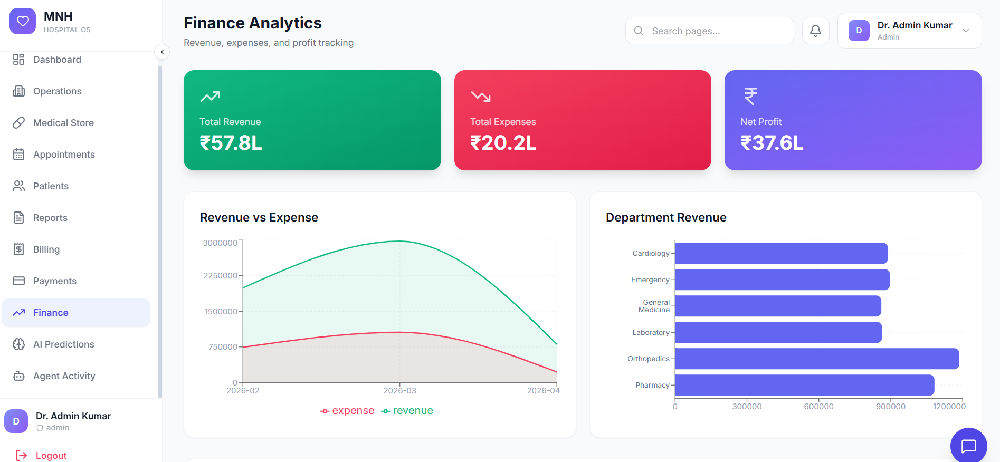 MNH
HOSPITAL OS
Dashboard
Operations
Medical Store
Appointments
Patients
Reports
Billing
Payments
Finance
AI Predictions
Agent Activity
D
Dr. Admin Kumar
admin
Logout
Finance Analytics
Revenue, expenses, and profit tracking
Search pages...
D
Dr. Admin Kumar
Admin
Total Revenue
₹57.8L
Total Expenses
₹20.2L
₹
Net Profit
₹37.6L
Revenue vs Expense
3000000
2250000
1500000
750000
0
2026-02
2026-03
2026-04
expense
revenue
Department Revenue
Cardiology
Emergency
General
Medicine
Laboratory
Orthopedics
Pharmacy
0
300000
600000
900000
1200000